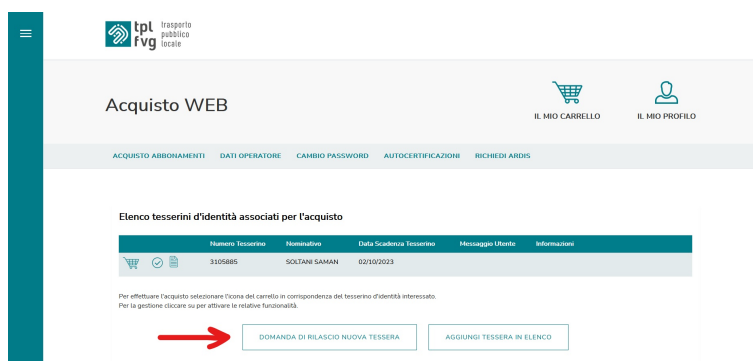 tpl fvg trasporto pubblico locale
Acquisto WEB
IL MIO CARRELLO IL MIO PROFILO
ACQUISTO ABBONAMENTI DATI OPERATORE CAMBIO PASSWORD AUTOCERTIFICAZIONI RICHIEDI ARDIS
Elenco tesserini d'identità associati per l'acquisto
Numero Tesserino Nominativo Data Scadenza Tesserino Messaggio Utente Informazioni
3105885 SOLTANI SAMAN 02/10/2023
Per effettuare l'acquisto selezionare l'icona del carrello in corrispondenza del tesserino d'identità interessato.
Per la gestione cliccare su per attivare le relative funzionalità.
DOMANDA DI RILASCIO NUOVA TESSERA AGGIUNGI TESSERA IN ELENCO